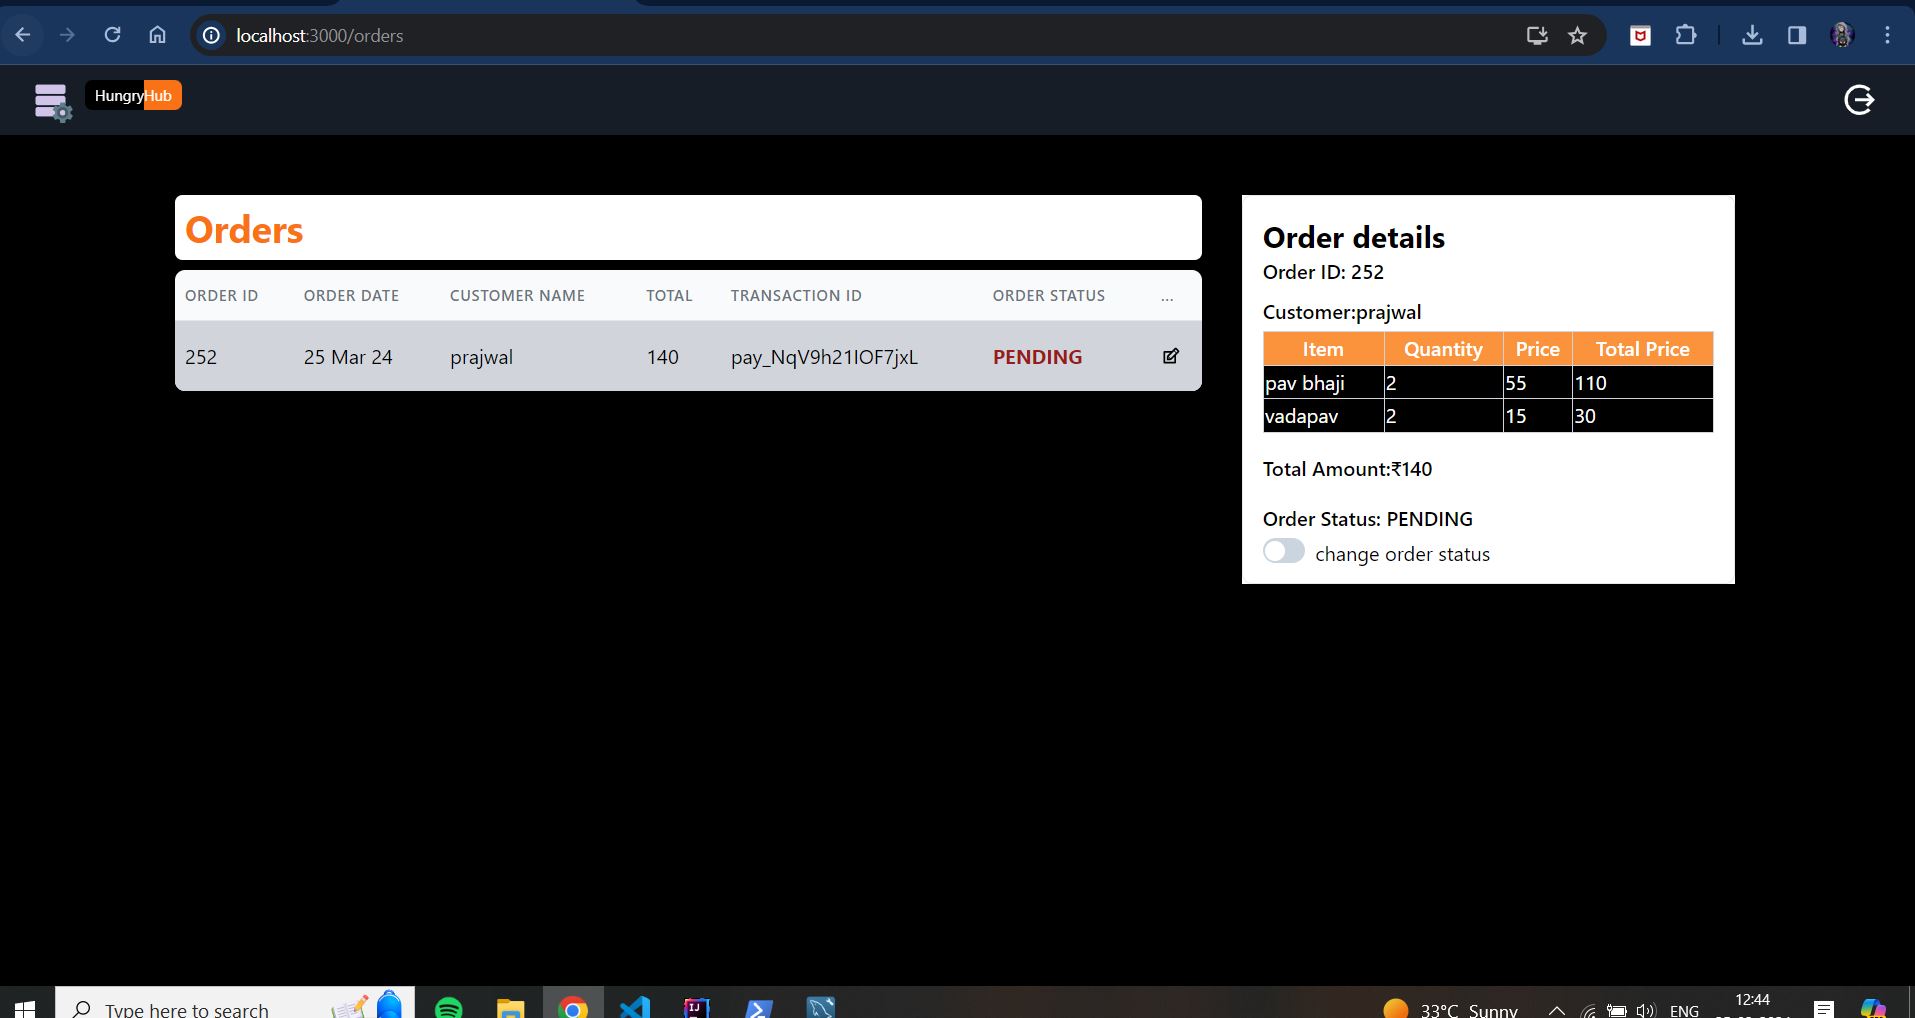 localhost:3000/orders
HungryHub
Orders
ORDER ID ORDER DATE CUSTOMER NAME TOTAL TRANSACTION ID ORDER STATUS ...
252 25 Mar 24 prajwal 140 pay_NqV9h21IOF7jxL PENDING
Order details
Order ID: 252
Customer:prajwal
Item Quantity Price Total Price
pav bhaji 2 55 110
vadapav 2 15 30
Total Amount:₹140
Order Status: PENDING
change order status
Type here to search
33°C Sunny
ENG
12:44